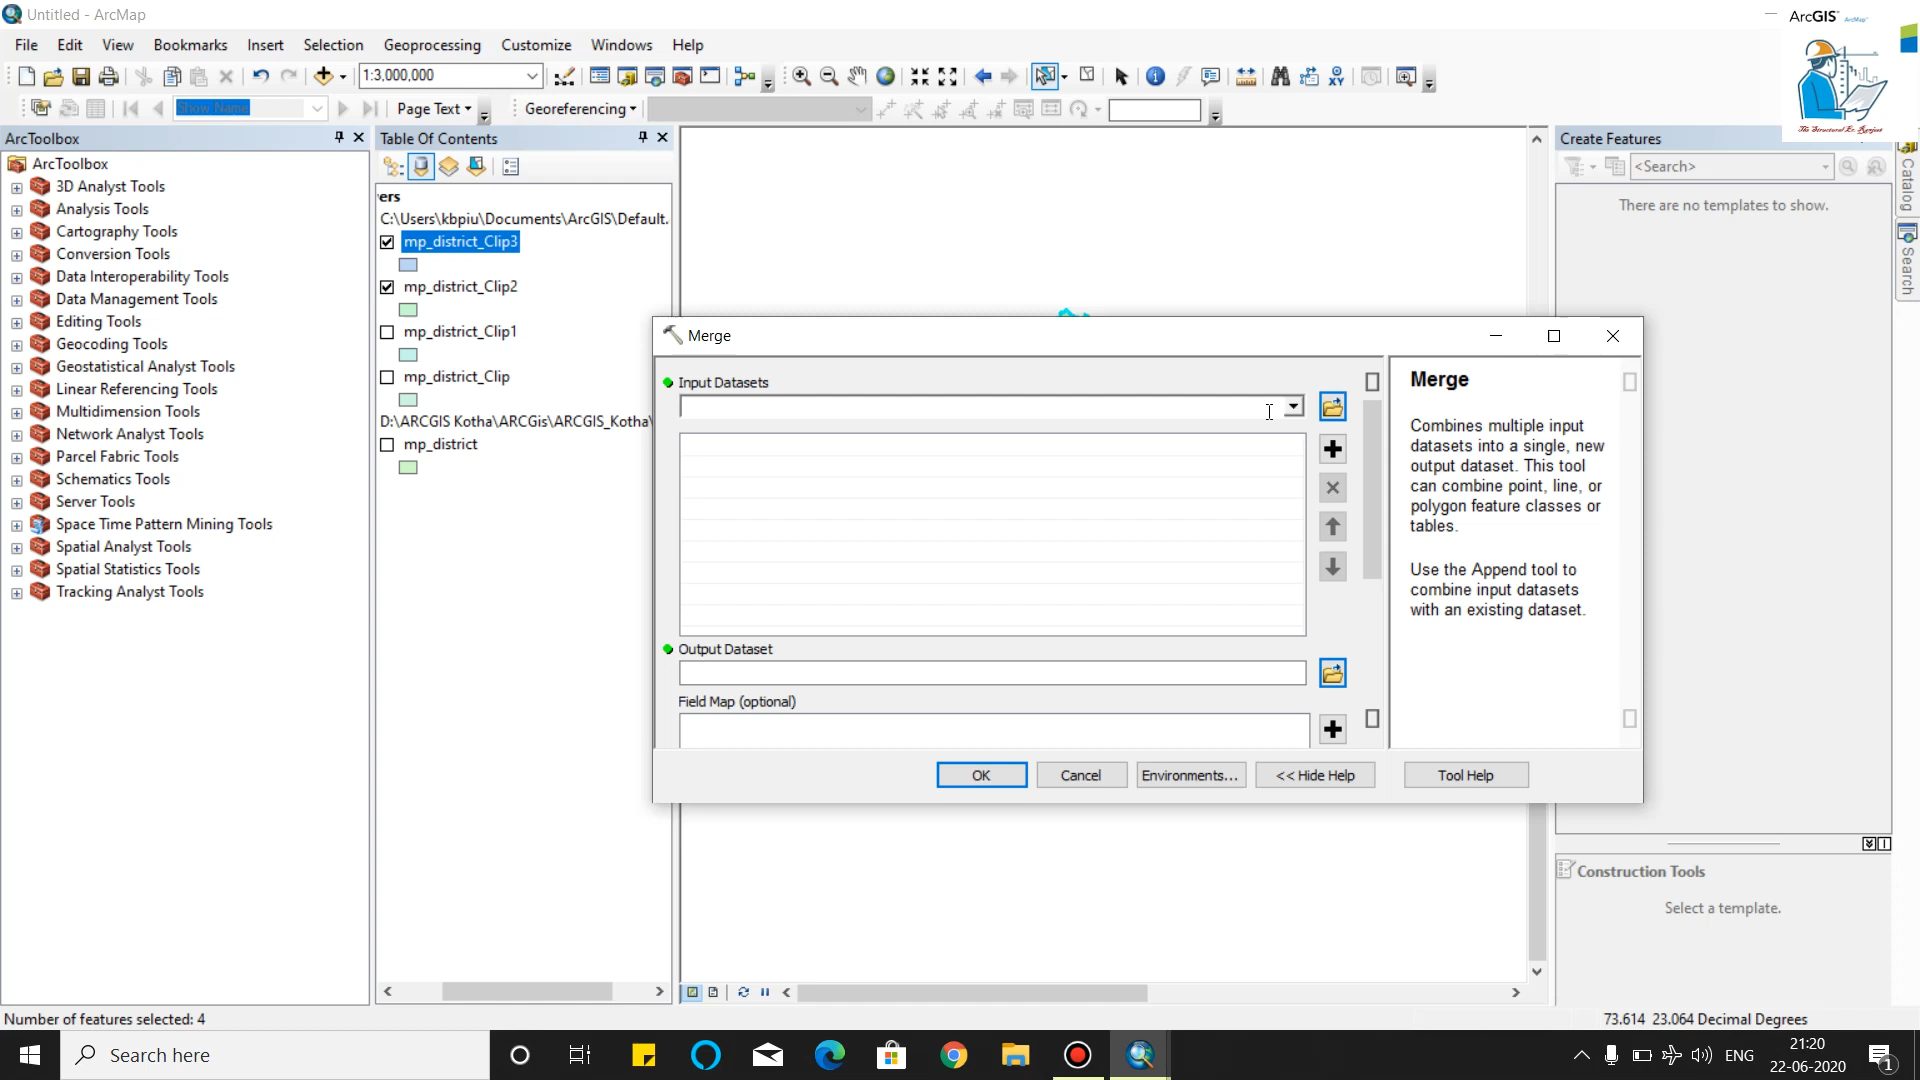 Untitled - ArcMap
ArcGIS ArcMap
File Edit View Bookmarks Insert Selection Geoprocessing Customize Windows Help
1:3,000,000
XY
Show Name
Page Text
Georeferencing
The Structural Er. Kgnject
ArcToolbox
Table Of Contents
Create Features
ArcToolbox
3D Analyst Tools
Analysis Tools
Cartography Tools
Conversion Tools
Data Interoperability Tools
Data Management Tools
Editing Tools
Geocoding Tools
Geostatistical Analyst Tools
Linear Referencing Tools
Multidimension Tools
Network Analyst Tools
Parcel Fabric Tools
Schematics Tools
Server Tools
Space Time Pattern Mining Tools
Spatial Analyst Tools
Spatial Statistics Tools
Tracking Analyst Tools
ers
C:\Users\kbpiu\Documents\ArcGIS\Default.
mp_district_Clip3
mp_district_Clip2
mp_district_Clip1
mp_district_Clip
D:\ARCGIS Kotha\ARCGis\ARCGIS_Kotha\
mp_district
Merge
Input Datasets
Output Dataset
Field Map (optional)
OK Cancel Environments... << Hide Help Tool Help
Merge
Combines multiple input
datasets into a single, new
output dataset. This tool
can combine point, line, or
polygon feature classes or
tables.
Use the Append tool to
combine input datasets
with an existing dataset.
<Search>
There are no templates to show.
Catalog
Search
Construction Tools
Select a template.
Number of features selected: 4
73.614 23.064 Decimal Degrees
Search here
ENG
21:20
22-06-2020
1